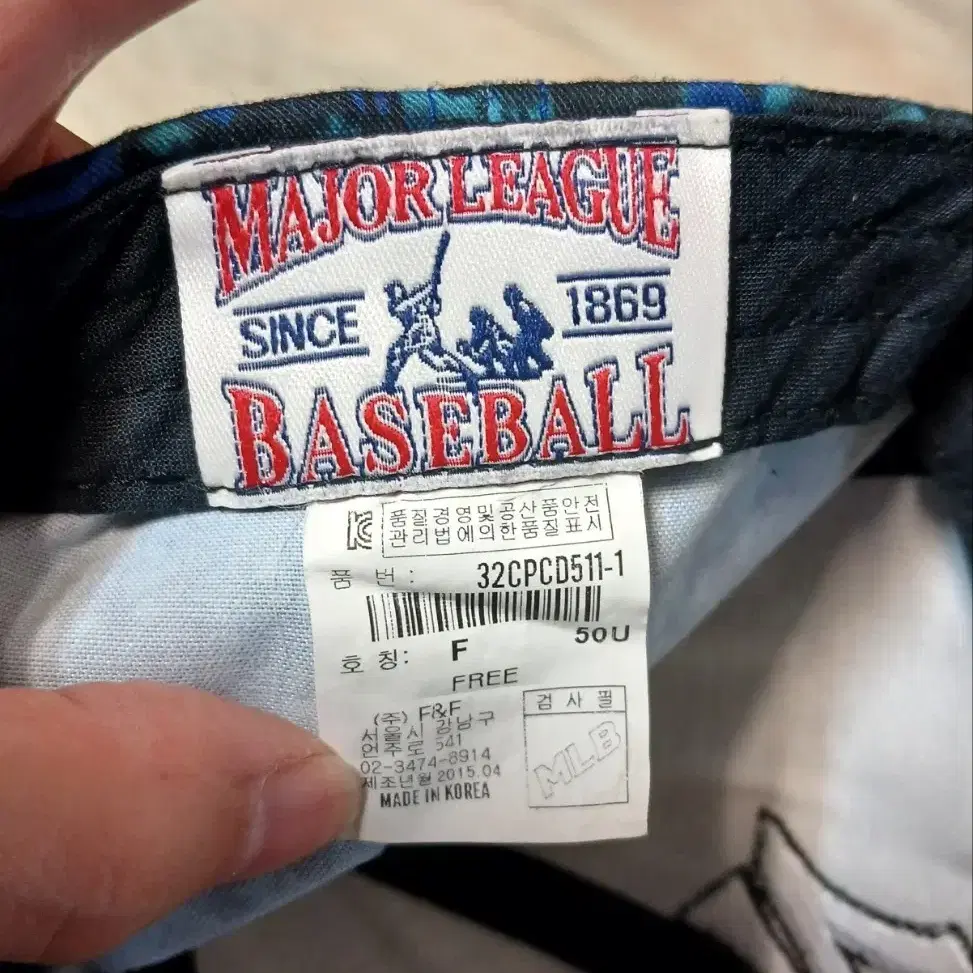 MAJOR LEAGUE
SINCE 1869
BASEBALL
품질경영및공산품안전
관리법에의한품질표시
품 번 : 32CPCD511-1
50U
호 칭: F
FREE
(주) F&F
서울시 강남구
언주로 541
02-3474-8914
제조년월 2015.04
MADE IN KOREA
검 사 필
MLB